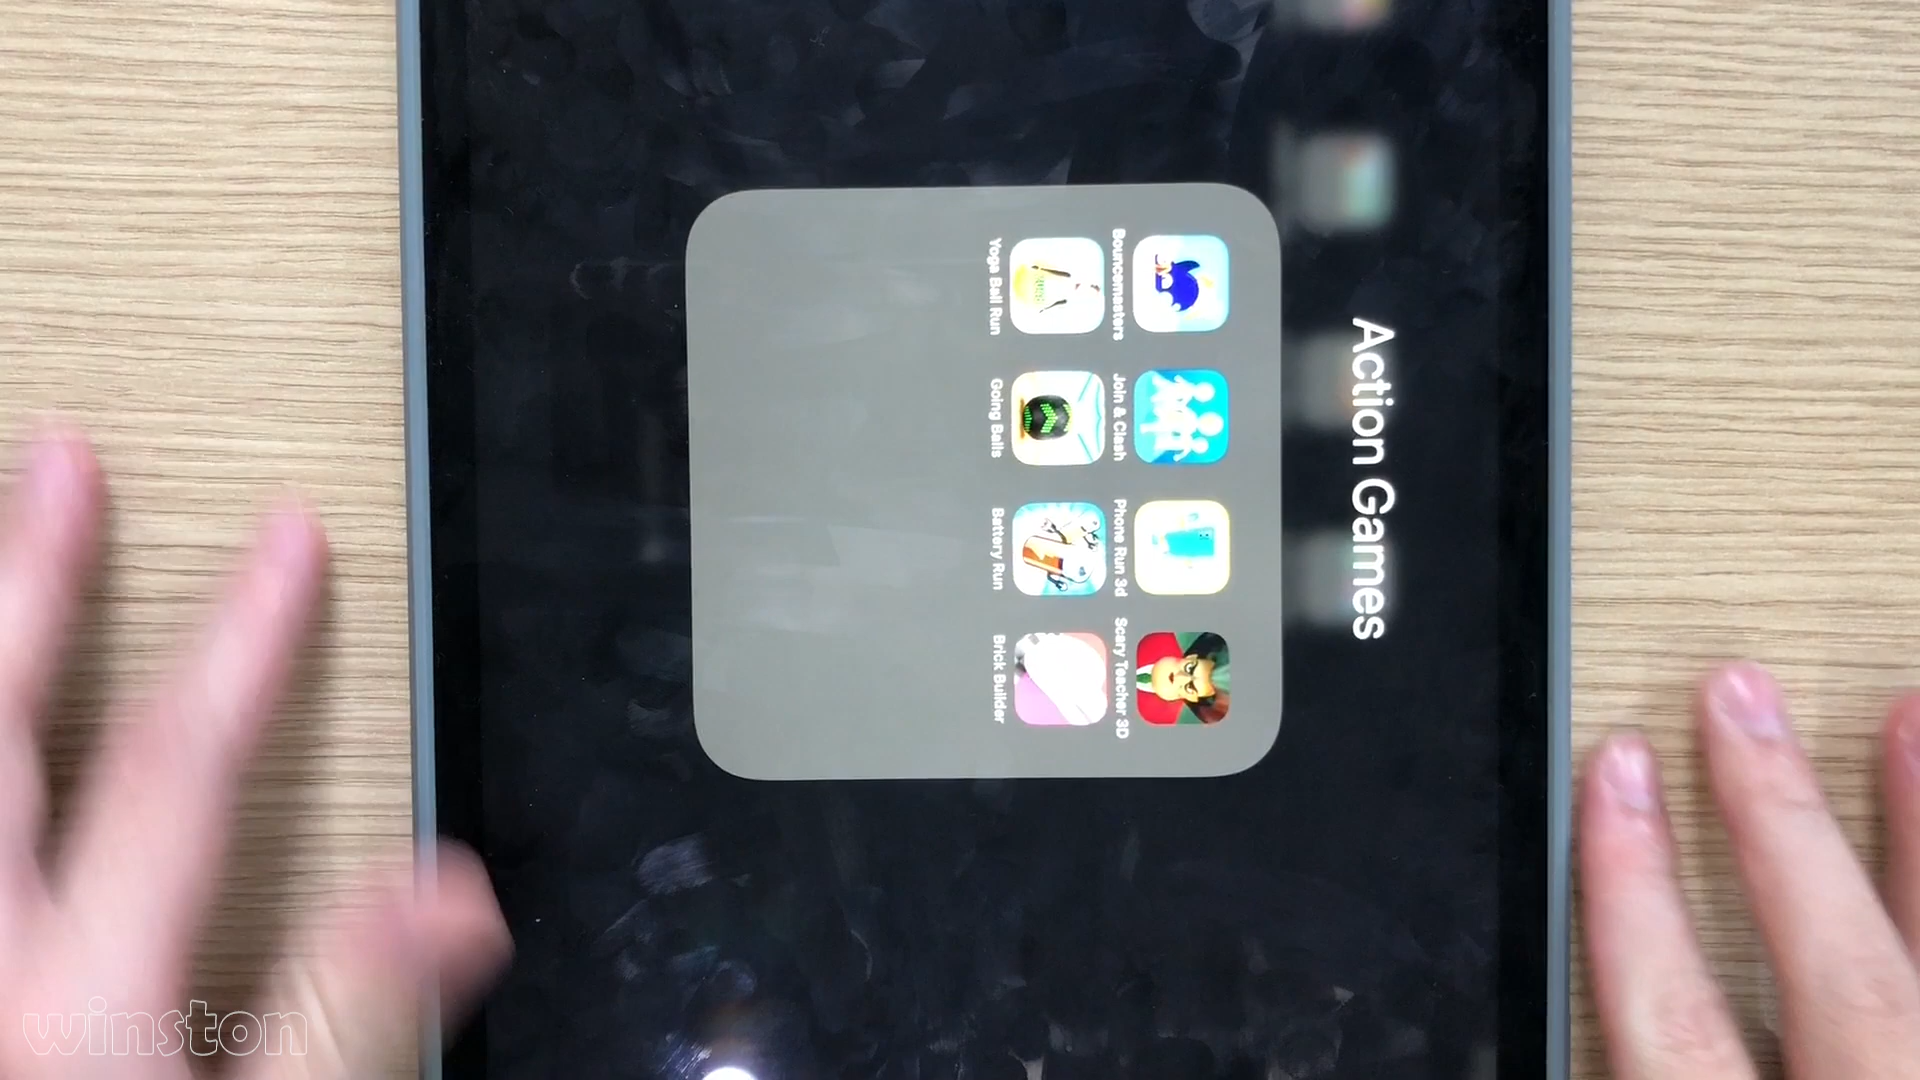 Action Games
Bouncemasters
Join & Clash
Phone Run 3d
Scary Teacher 3D
Yoga Ball Run
Going Balls
Battery Run
Brick Builder
winston